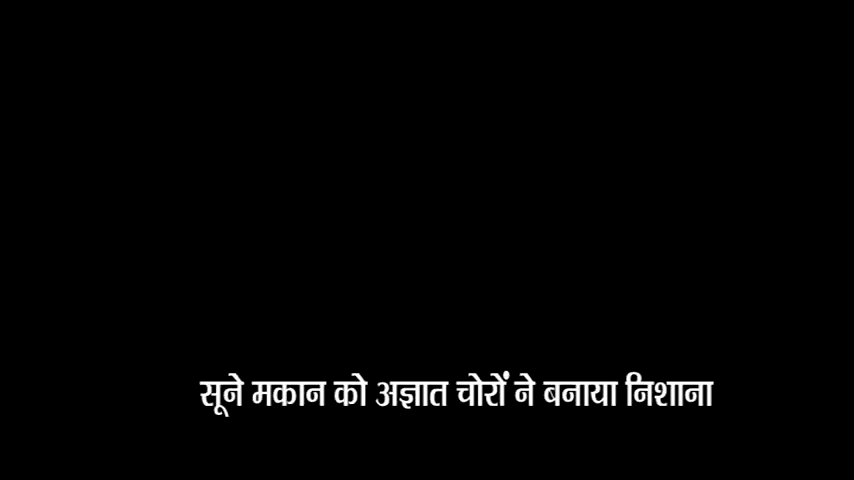 सूने मकान को अज्ञात चोरों ने बनाया निशाना